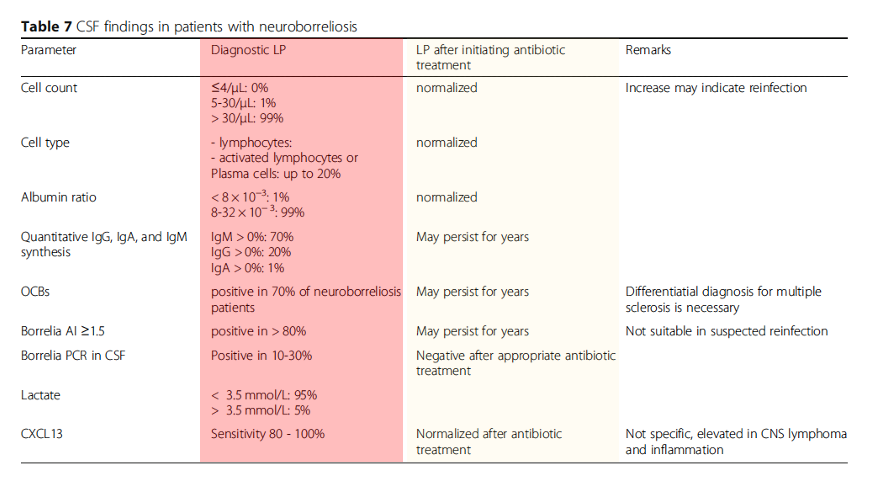 Table 7 CSF findings in patients with neuroborreliosis
Parameter Diagnostic LP LP after initiating antibiotic Remarks
treatment
Cell count ≤4/μL: 0% normalized Increase may indicate reinfection
5-30/μL: 1%
> 30/μL: 99%
Cell type - lymphocytes: normalized
- activated lymphocytes or
Plasma cells: up to 20%
Albumin ratio < 8 × 10⁻³: 1% normalized
8-32 × 10⁻³: 99%
Quantitative IgG, IgA, and IgM IgM > 0%: 70% May persist for years
synthesis IgG > 0%: 20%
IgA > 0%: 1%
OCBs positive in 70% of neuroborreliosis May persist for years Differentiatial diagnosis for multiple
patients sclerosis is necessary
Borrelia AI ≥1.5 positive in > 80% May persist for years Not suitable in suspected reinfection
Borrelia PCR in CSF Positive in 10-30% Negative after appropriate antibiotic
treatment
Lactate < 3.5 mmol/L: 95%
> 3.5 mmol/L: 5%
CXCL13 Sensitivity 80 - 100% Normalized after antibiotic Not specific, elevated in CNS lymphoma
treatment and inflammation